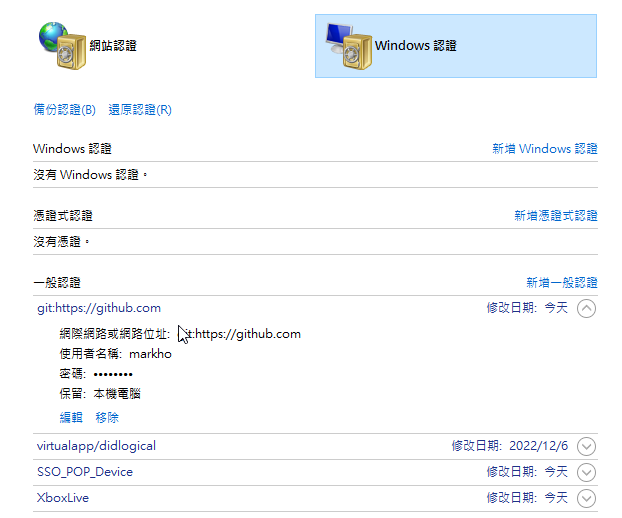 網站認證
Windows 認證
備份認證(B) 還原認證(R)
Windows 認證 新增 Windows 認證
沒有 Windows 認證。
憑證式認證 新增憑證式認證
沒有憑證。
一般認證 新增一般認證
git:https://github.com 修改日期: 今天
網際網路或網路位址: t:https://github.com
使用者名稱: markho
密碼: ••••••••
保留: 本機電腦
編輯 移除
virtualapp/didlogical 修改日期: 2022/12/6
SSO_POP_Device 修改日期: 今天
XboxLive 修改日期: 今天